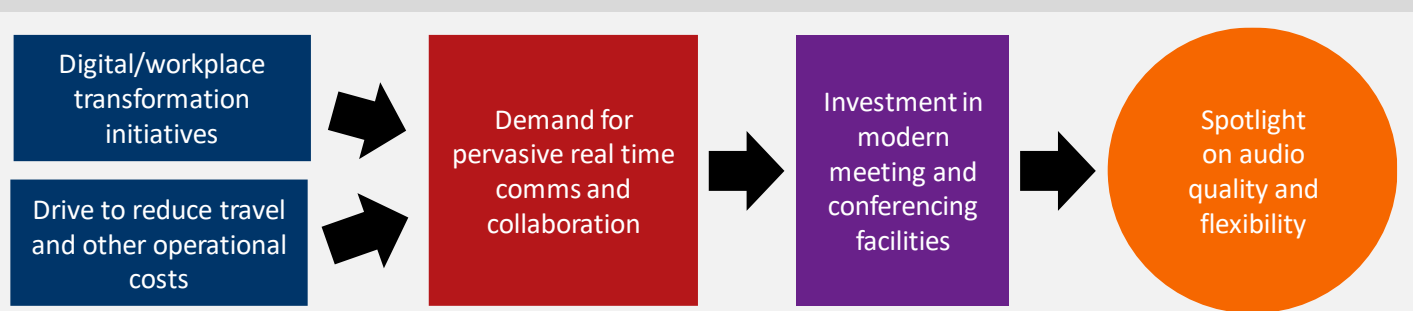 Digital/workplace
transformation
initiatives
Drive to reduce travel
and other operational
costs
Demand for
pervasive real time
comms and
collaboration
Investment in
modern
meeting and
conferencing
facilities
Spotlight
on audio
quality and
flexibility